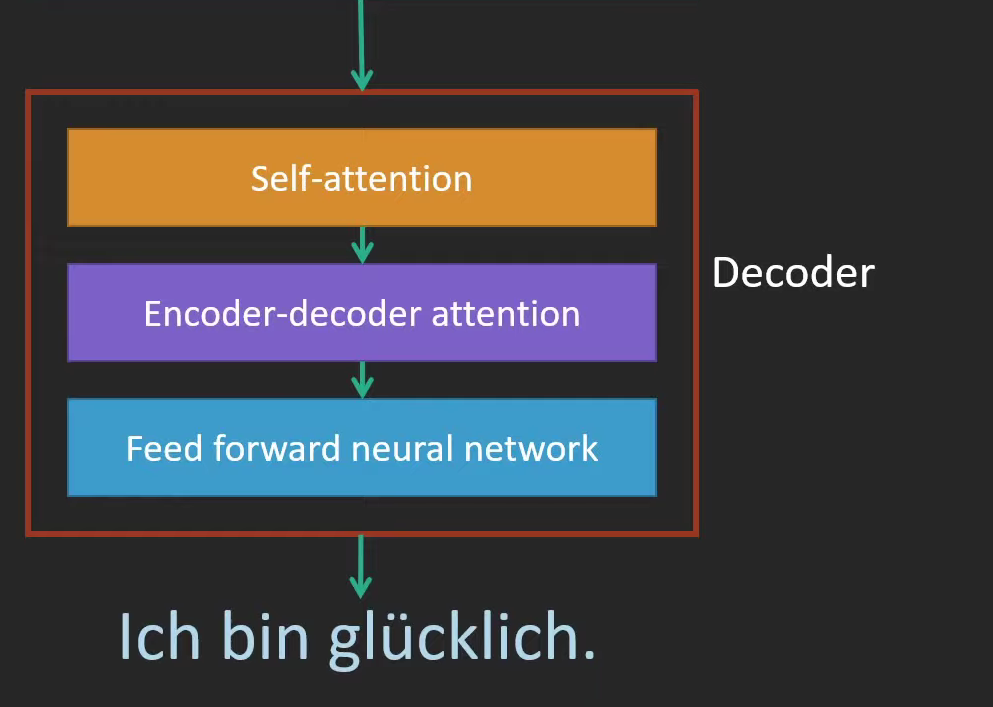 Self-attention
Encoder-decoder attention
Decoder
Feed forward neural network
Ich bin glücklich.